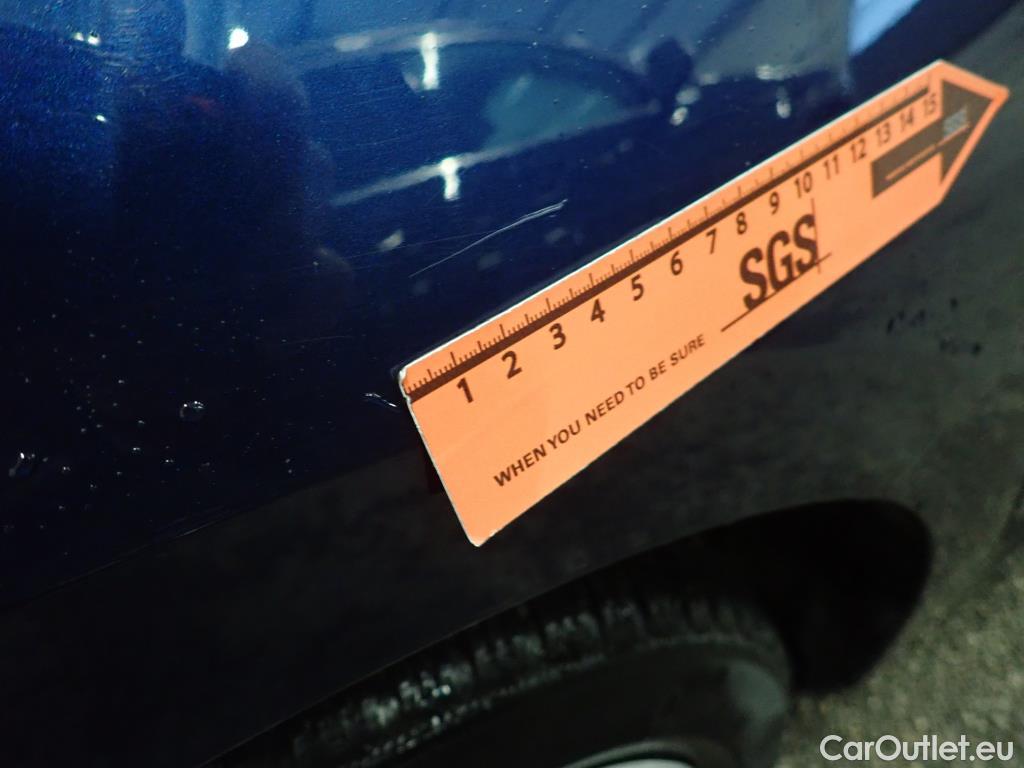 1 2 3 4 5 6 7 8 9 10 11 12 13 14 15
SGS
WHEN YOU NEED TO BE SURE
CarOutlet.eu